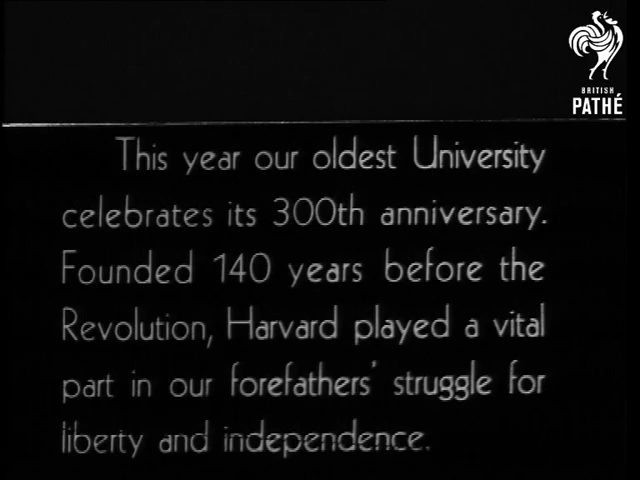 BRITISH
PATHÉ
This year our oldest University
celebrates its 300th anniversary.
Founded 140 years before the
Revolution, Harvard played a vital
part in our forefathers' struggle for
liberty and independence.